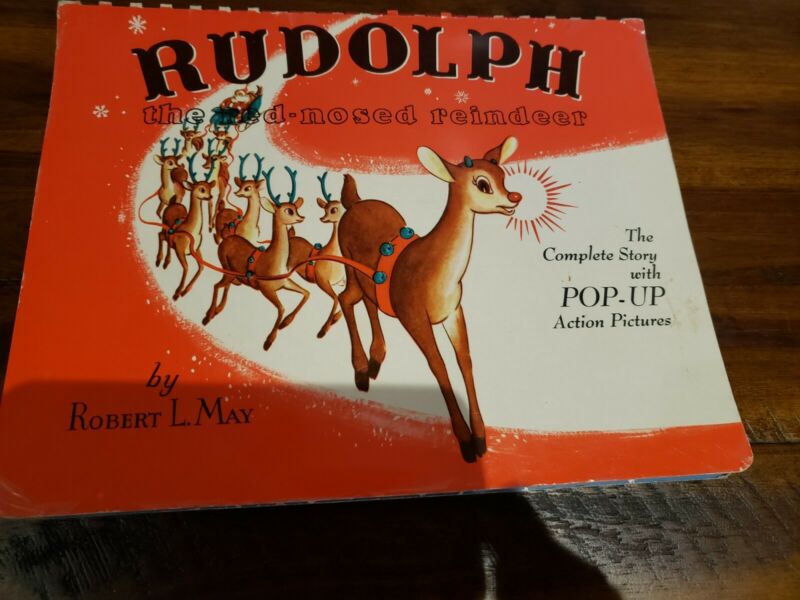 RUDOLPH
the red-nosed reindeer
The
Complete Story
with
POP-UP
Action Pictures
by
ROBERT L. MAY